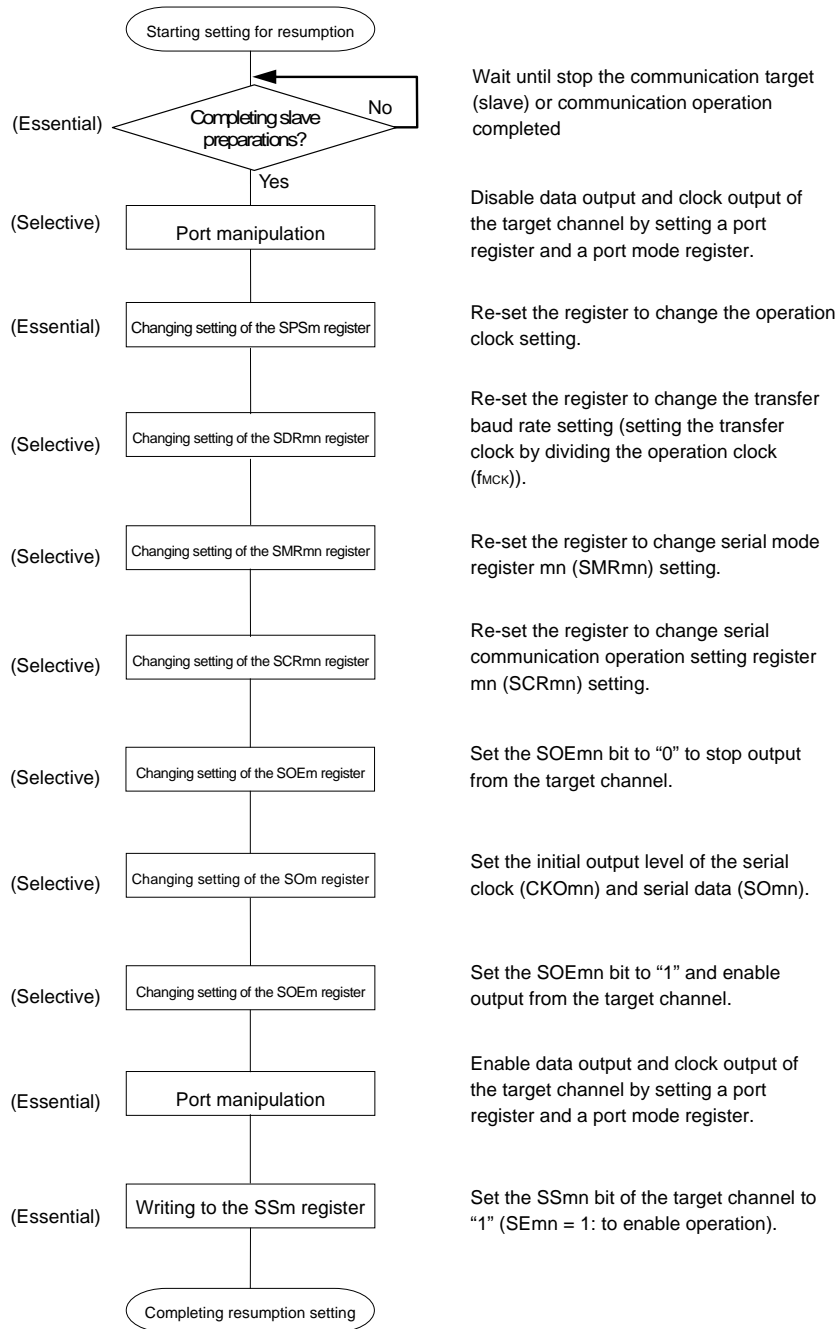 Starting setting for resumption
(Essential)
Completing slave
preparations?
No
Yes
Wait until stop the communication target
(slave) or communication operation
completed
(Selective)
Port manipulation
Disable data output and clock output of
the target channel by setting a port
register and a port mode register.
(Essential)
Changing setting of the SPSm register
Re-set the register to change the operation
clock setting.
(Selective)
Changing setting of the SDRmn register
Re-set the register to change the transfer
baud rate setting (setting the transfer
clock by dividing the operation clock
(fMCK)).
(Selective)
Changing setting of the SMRmn register
Re-set the register to change serial mode
register mn (SMRmn) setting.
(Selective)
Changing setting of the SCRmn register
Re-set the register to change serial
communication operation setting register
mn (SCRmn) setting.
(Selective)
Changing setting of the SOEm register
Set the SOEmn bit to “0” to stop output
from the target channel.
(Selective)
Changing setting of the SOm register
Set the initial output level of the serial
clock (CKOmn) and serial data (SOmn).
(Selective)
Changing setting of the SOEm register
Set the SOEmn bit to “1” and enable
output from the target channel.
(Essential)
Port manipulation
Enable data output and clock output of
the target channel by setting a port
register and a port mode register.
(Essential)
Writing to the SSm register
Set the SSmn bit of the target channel to
“1” (SEmn = 1: to enable operation).
Completing resumption setting